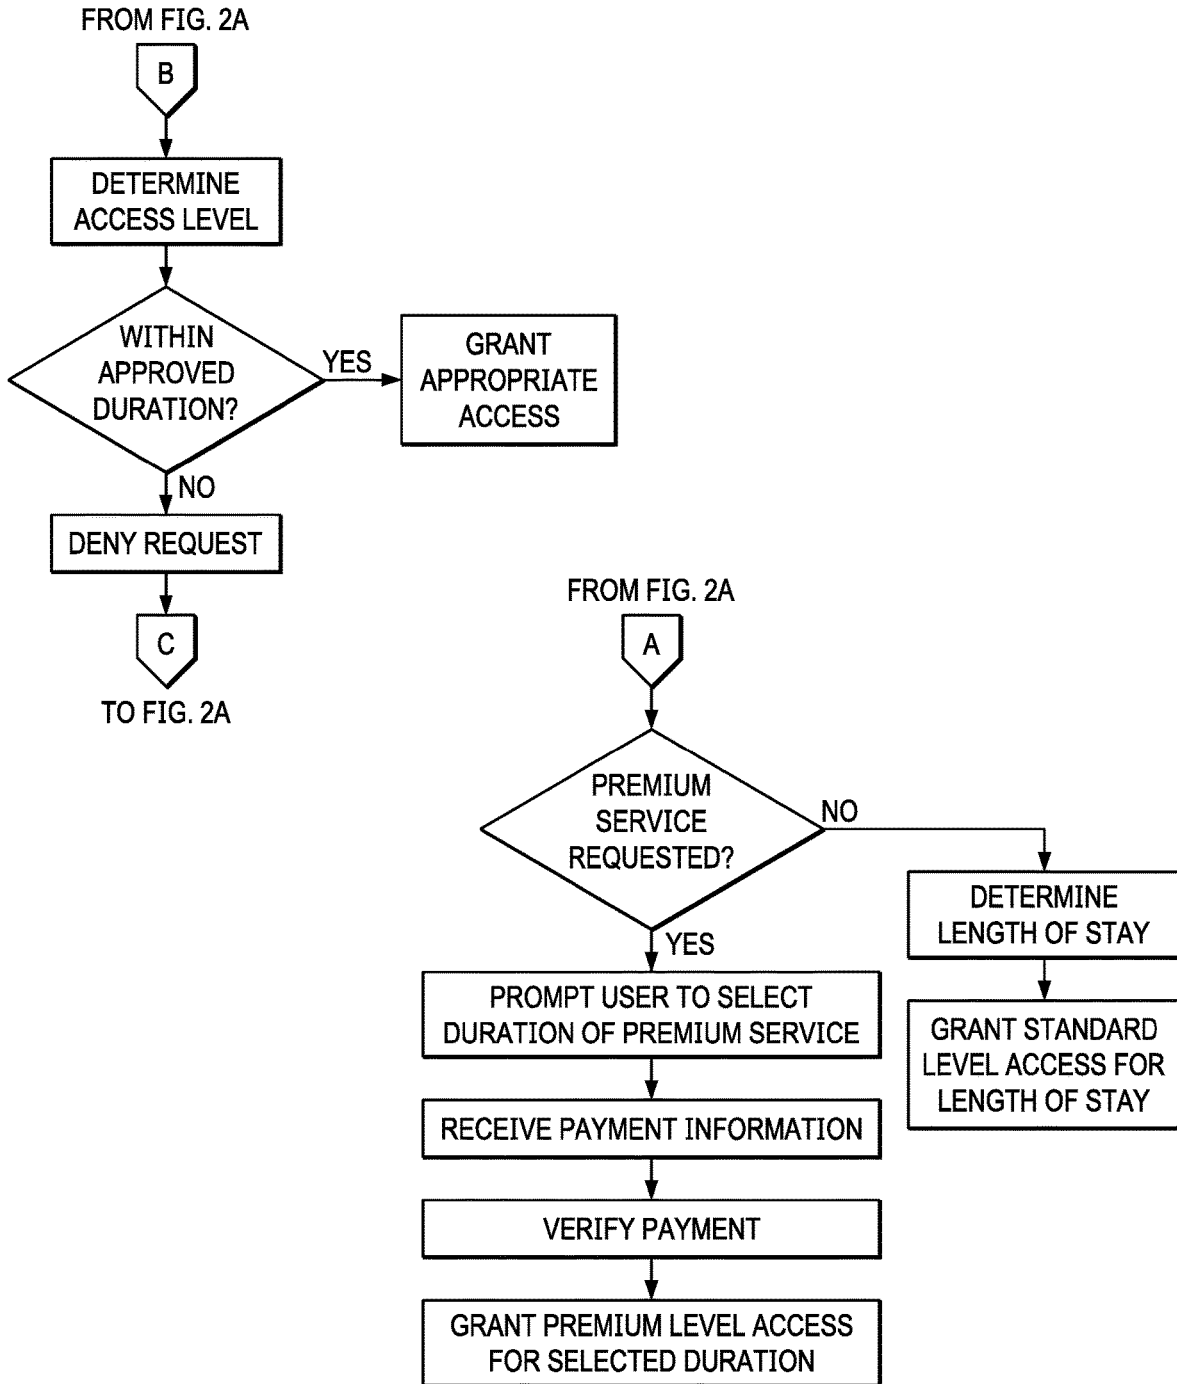 FROM FIG. 2A
B
DETERMINE
ACCESS LEVEL
WITHIN
APPROVED
DURATION?
YES
GRANT
APPROPRIATE
ACCESS
NO
DENY REQUEST
C
TO FIG. 2A
FROM FIG. 2A
A
PREMIUM
SERVICE
REQUESTED?
NO
DETERMINE
LENGTH OF STAY
GRANT STANDARD
LEVEL ACCESS FOR
LENGTH OF STAY
YES
PROMPT USER TO SELECT
DURATION OF PREMIUM SERVICE
RECEIVE PAYMENT INFORMATION
VERIFY PAYMENT
GRANT PREMIUM LEVEL ACCESS
FOR SELECTED DURATION